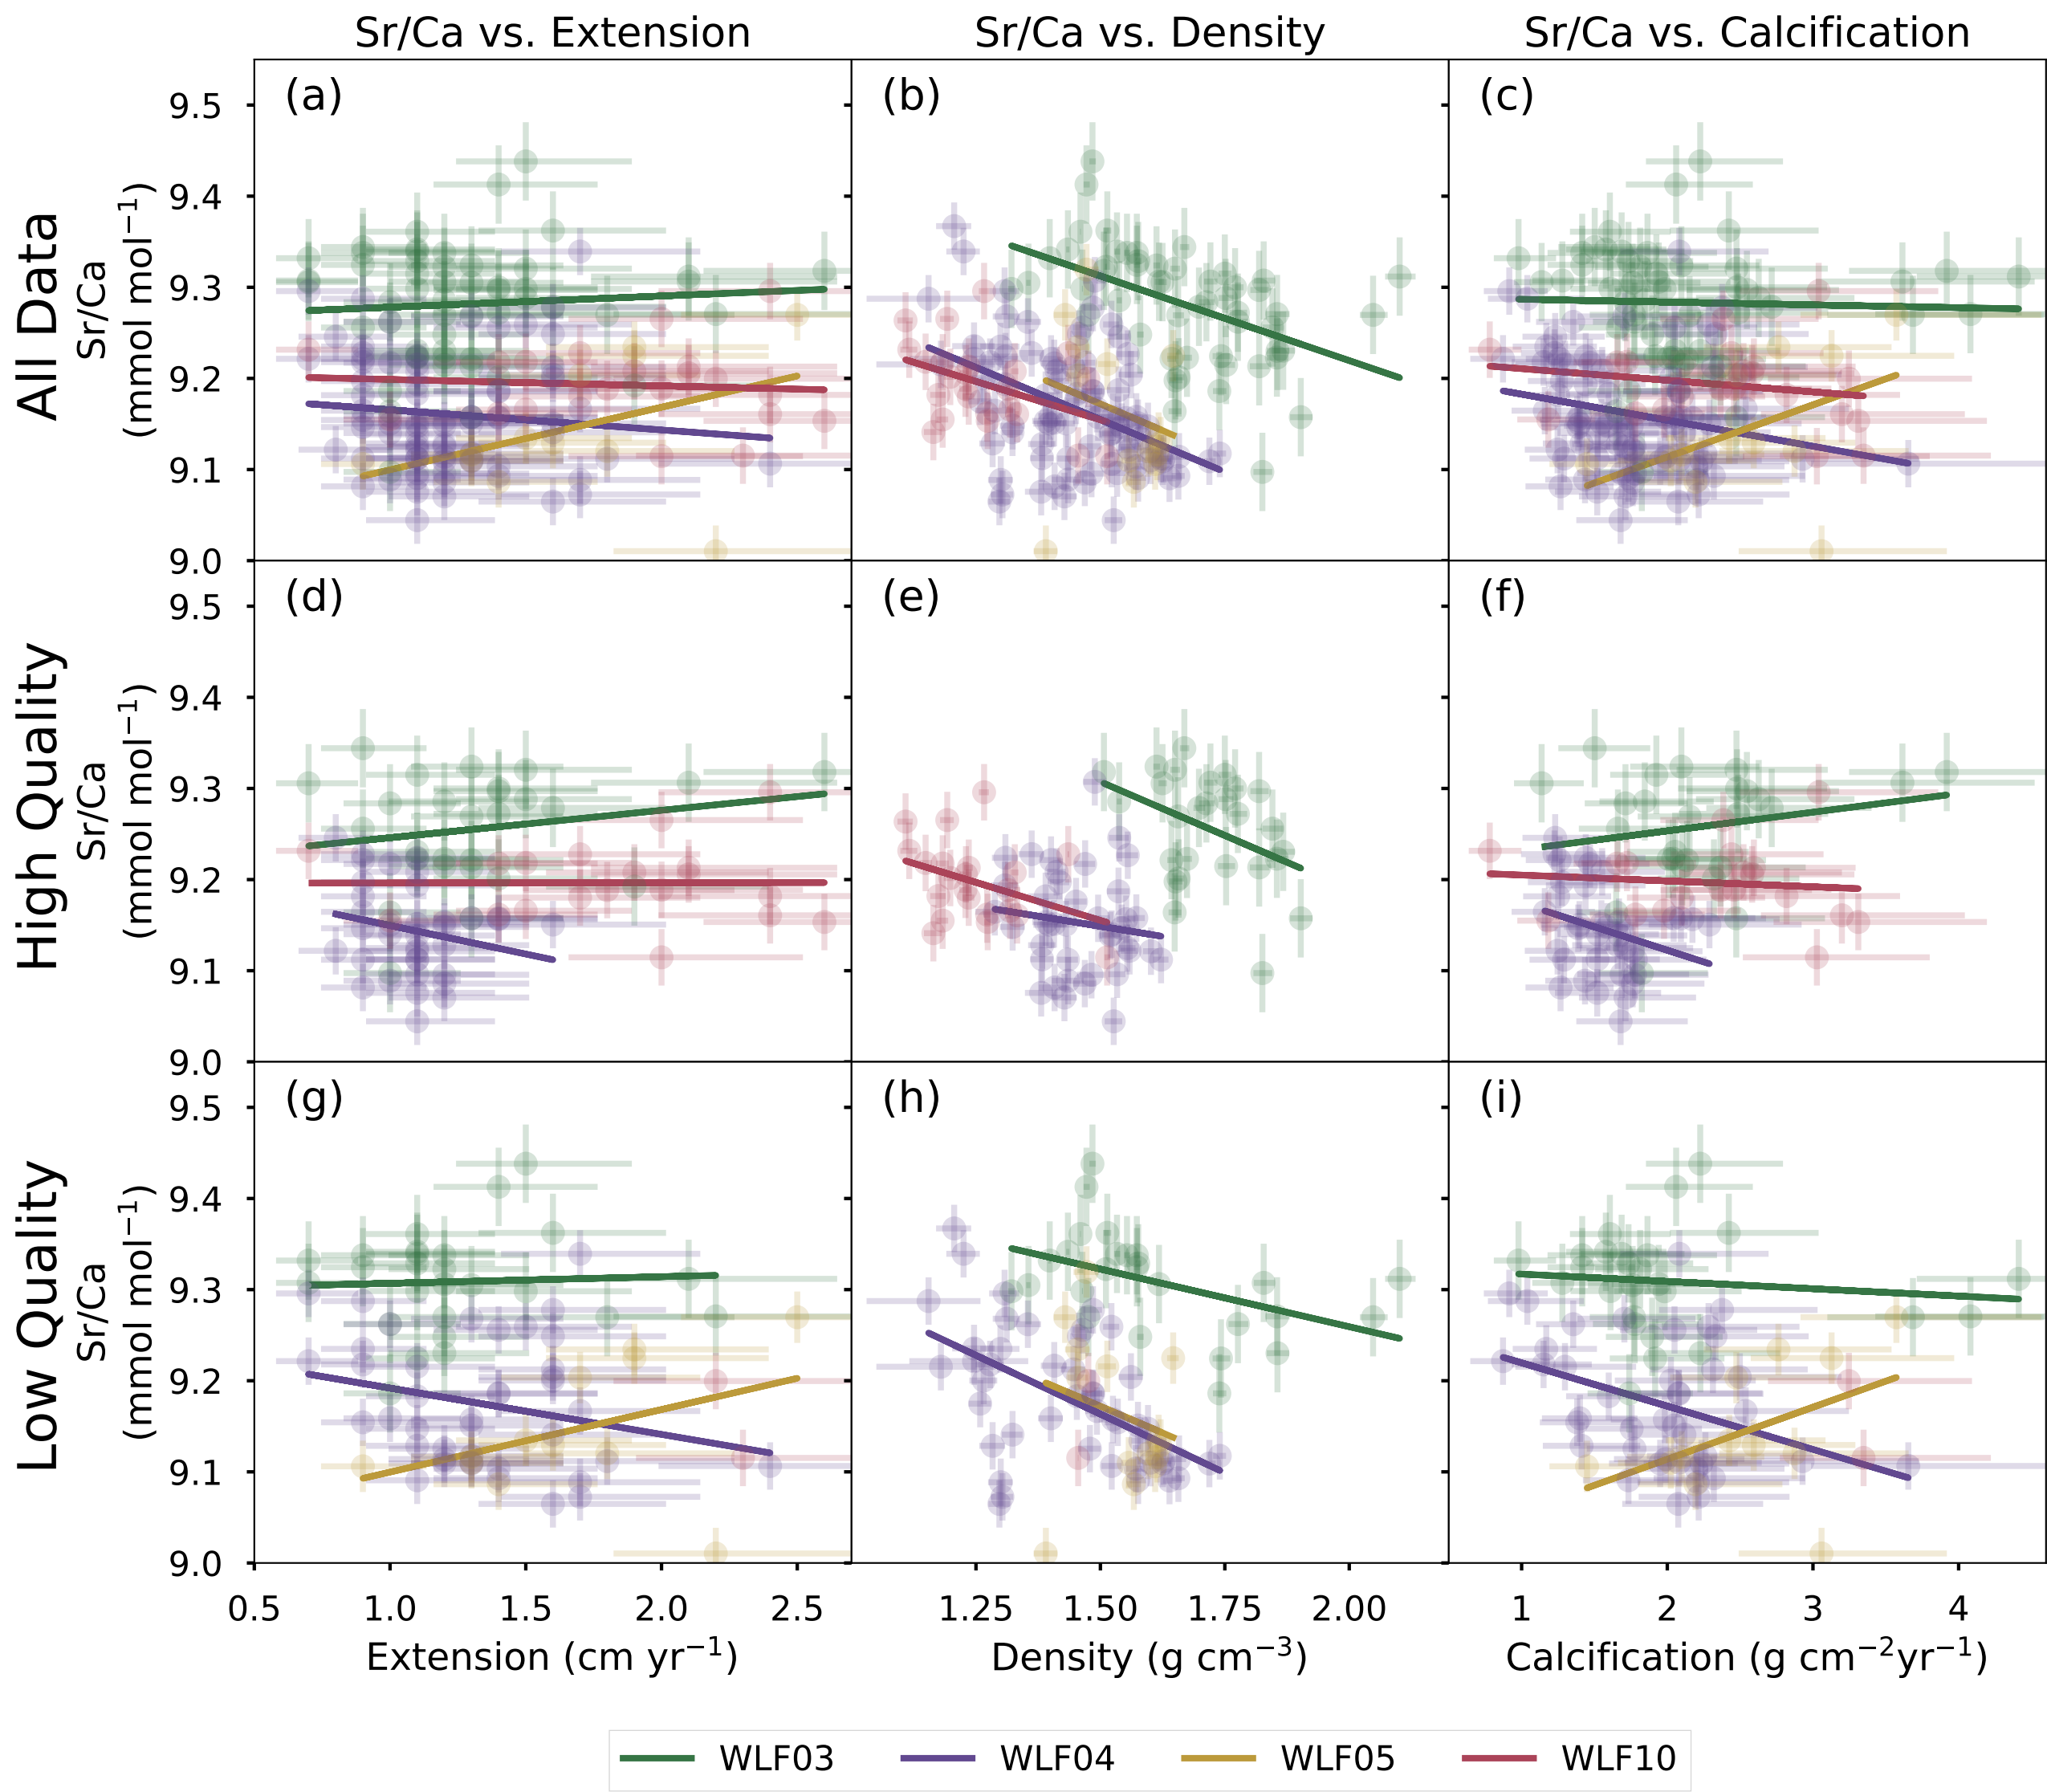 Sr/Ca vs. Extension
Sr/Ca vs. Density
Sr/Ca vs. Calcification
All Data
Sr/Ca
(mmol mol⁻¹)
9.5
9.4
9.3
9.2
9.1
9.0
(a)
(b)
(c)
High Quality
Sr/Ca
(mmol mol⁻¹)
9.5
9.4
9.3
9.2
9.1
9.0
(d)
(e)
(f)
Low Quality
Sr/Ca
(mmol mol⁻¹)
9.5
9.4
9.3
9.2
9.1
9.0
(g)
(h)
(i)
0.5 1.0 1.5 2.0 2.5
1.25 1.50 1.75 2.00
1 2 3 4
Extension (cm yr⁻¹)
Density (g cm⁻³)
Calcification (g cm⁻²yr⁻¹)
WLF03 WLF04 WLF05 WLF10